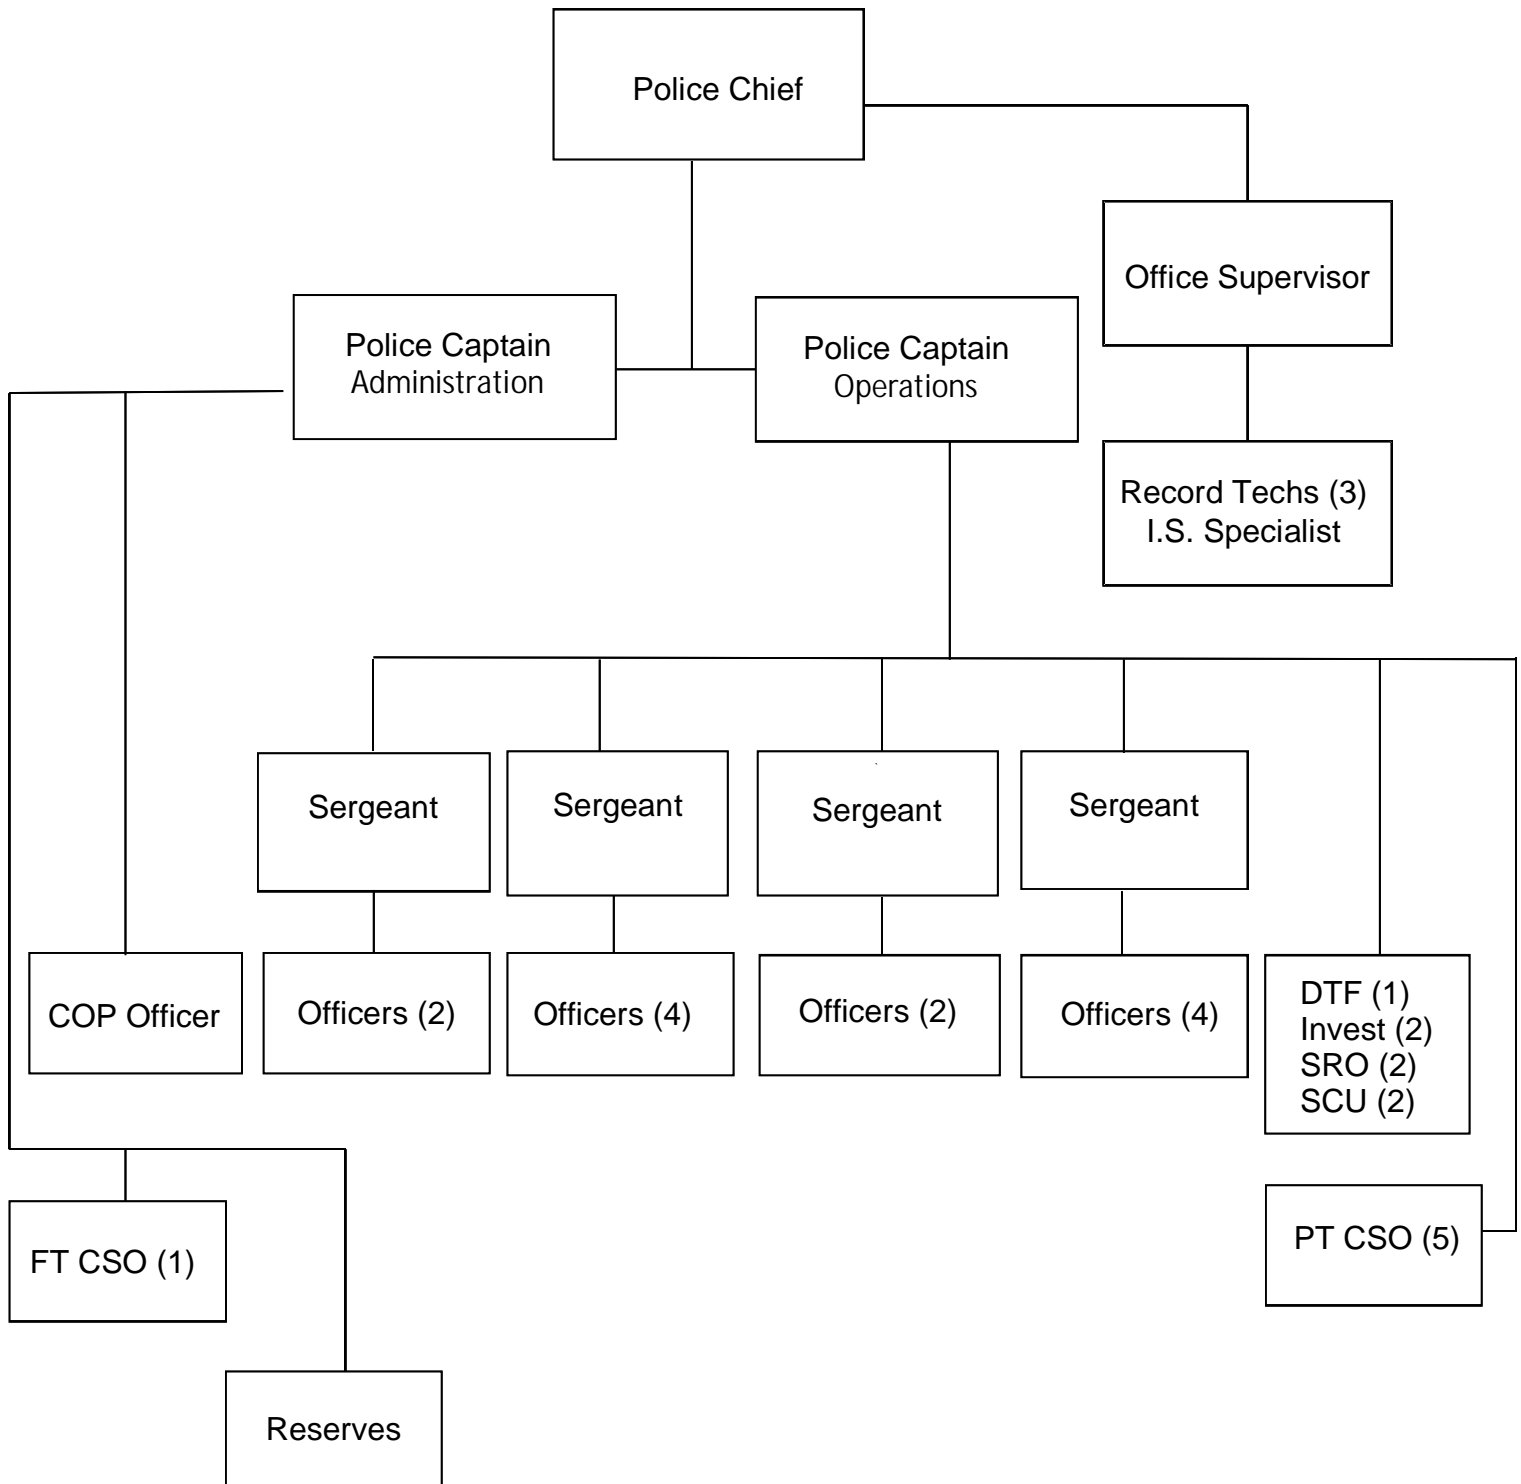 Police Chief
Office Supervisor
Police Captain
Administration
Police Captain
Operations
Record Techs (3)
I.S. Specialist
Sergeant
Sergeant
Sergeant
Sergeant
COP Officer
Officers (2)
Officers (4)
Officers (2)
Officers (4)
DTF (1)
Invest (2)
SRO (2)
SCU (2)
FT CSO (1)
PT CSO (5)
Reserves